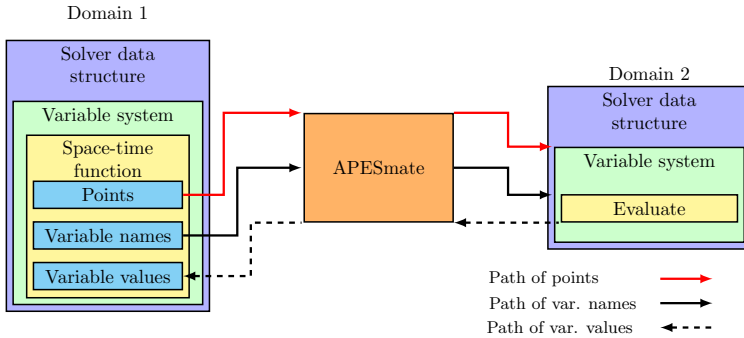 Domain 1
Solver data
structure
Variable system
Space-time
function
Points
Variable names
Variable values
APESmate
Domain 2
Solver data
structure
Variable system
Evaluate
Path of points
Path of var. names
Path of var. values